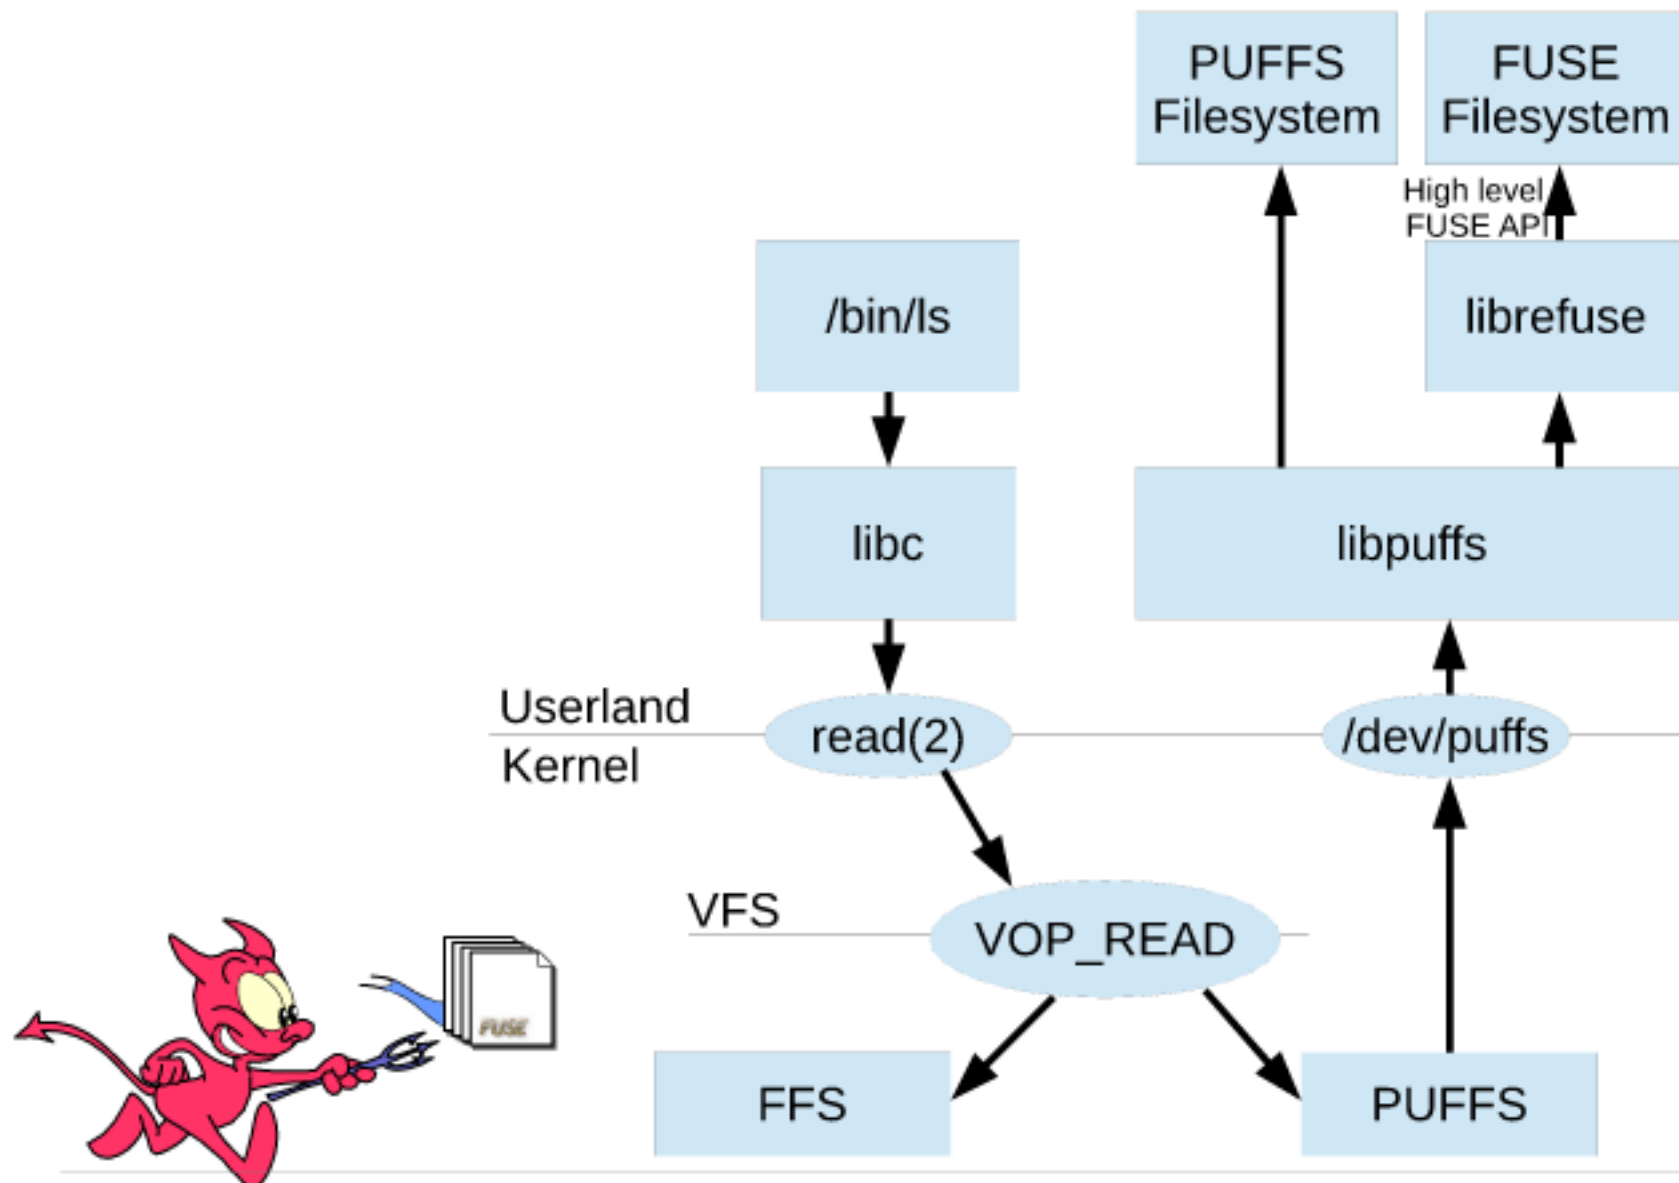 PUFFS
Filesystem
FUSE
Filesystem
High level
FUSE API
/bin/ls
librefuse
libc
libpuffs
Userland
read(2)
/dev/puffs
Kernel
VFS
VOP_READ
FUSE
FFS
PUFFS